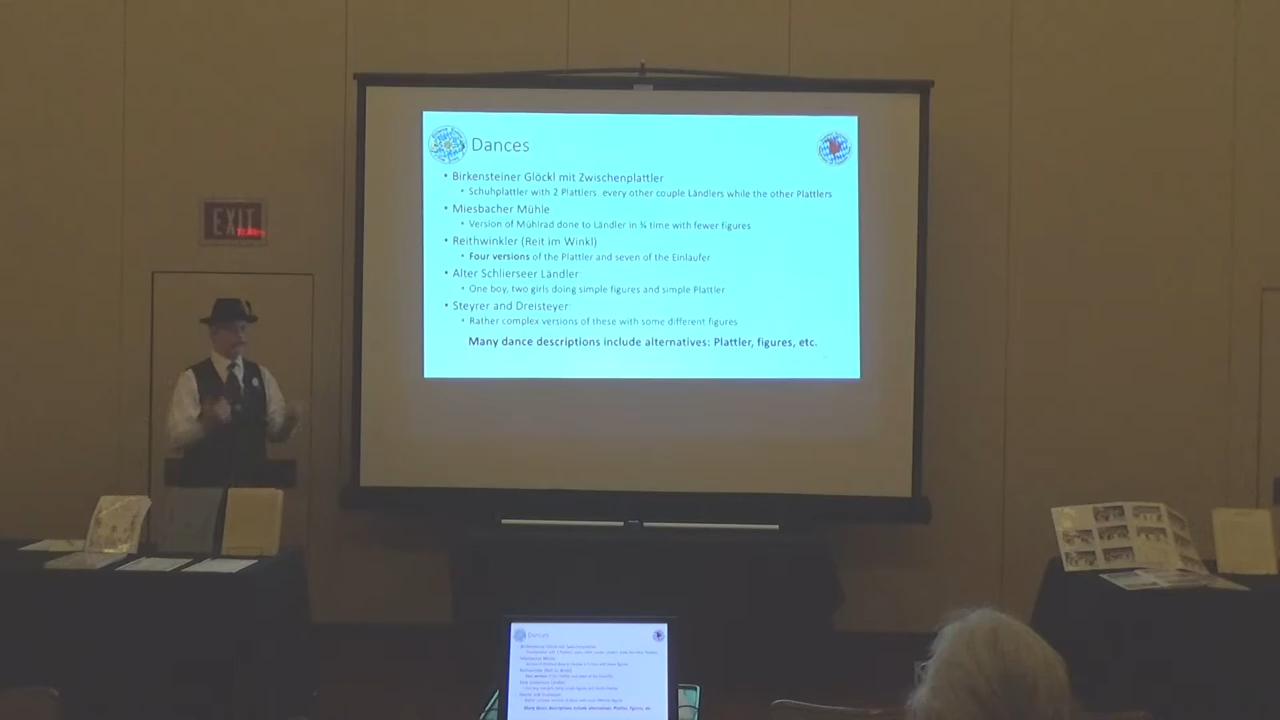 Dances
• Birkensteiner Glöckl mit Zwischenplattler
• Schuhplattler with 2 Plattlers: every other couple Ländlers while the other Plattlers
• Miesbacher Mühle
• Version of Mühlrad done to Ländler in ¾ time with fewer figures
• Reithwinkler (Reit im Winkl)
• Four versions of the Plattler and seven of the Einlaufer
• Alter Schlierseer Ländler:
• One boy, two girls doing simple figures and simple Plattler
• Steyrer and Dreisteyer:
• Rather complex versions of these with some different figures
Many dance descriptions include alternatives: Plattler, figures, etc.
EXIT
Dances